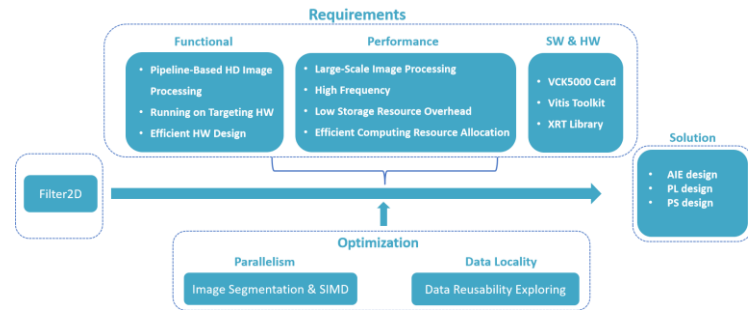 Requirements
Functional
Pipeline-Based HD Image
Processing
Running on Targeting HW
Efficient HW Design
Performance
Large-Scale Image Processing
High Frequency
Low Storage Resource Overhead
Efficient Computing Resource Allocation
SW & HW
VCK5000 Card
Vitis Toolkit
XRT Library
Filter2D
Solution
AIE design
PL design
PS design
Optimization
Parallelism
Image Segmentation & SIMD
Data Locality
Data Reusability Exploring